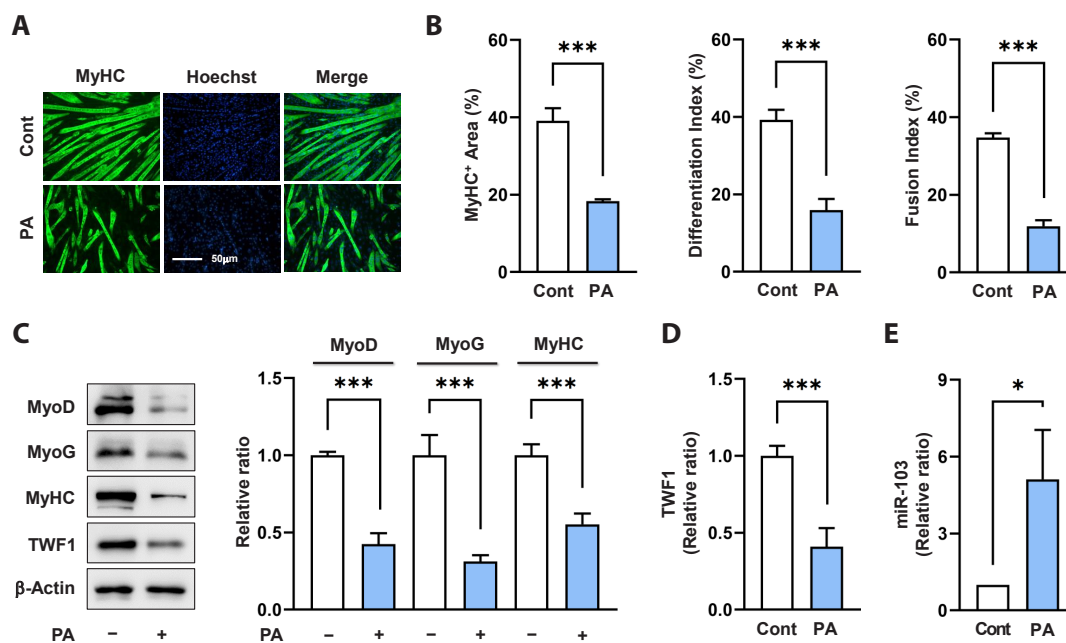 A
MyHC Hoechst Merge
Cont
PA
50μm
B
60
40
20
0
MyHC⁺ Area (%)
***
Cont PA
60
40
20
0
Differentiation Index (%)
***
Cont PA
60
40
20
0
Fusion Index (%)
***
Cont PA
C
MyoD
MyoG
MyHC
TWF1
β-Actin
PA − +
MyoD MyoG MyHC
1.5
1.0
0.5
0.0
Relative ratio
*** *** ***
PA − + − + − +
D
1.5
1.0
0.5
0.0
TWF1
(Relative ratio)
***
Cont PA
E
9
6
3
0
miR-103
(Relative ratio)
*
Cont PA